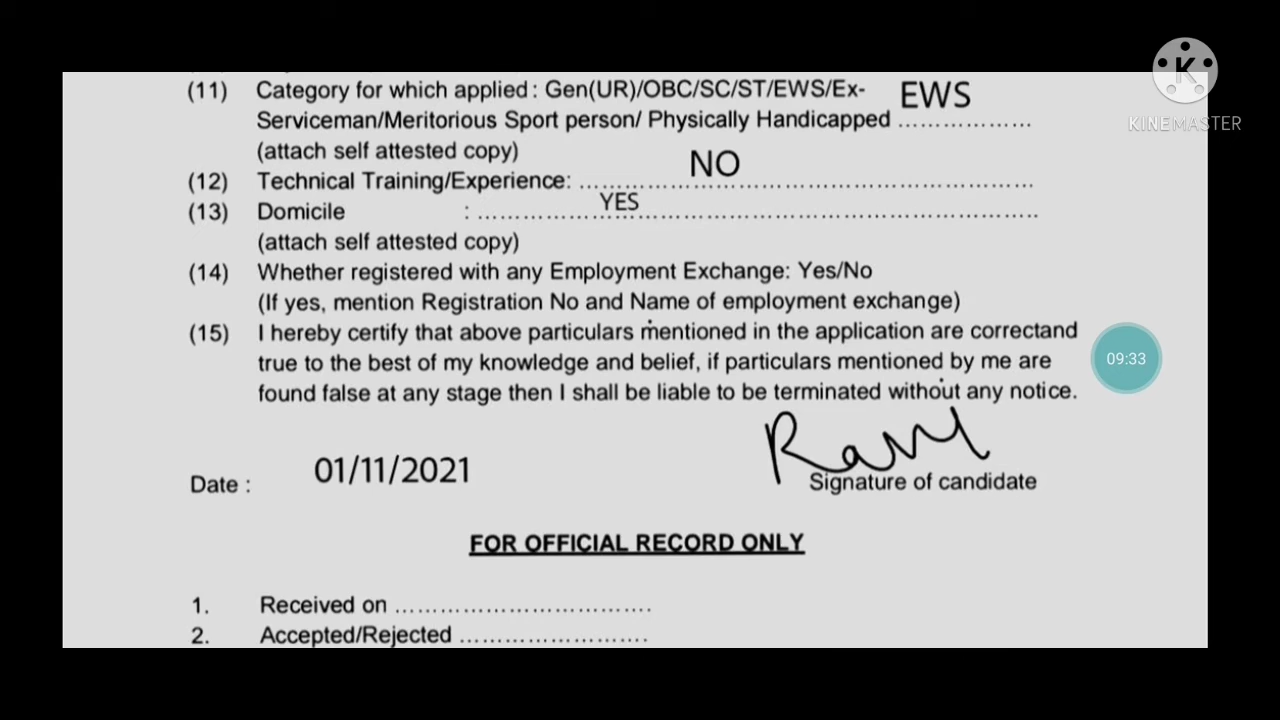 (11) Category for which applied : Gen(UR)/OBC/SC/ST/EWS/Ex- EWS
Serviceman/Meritorious Sport person/ Physically Handicapped ………………
(attach self attested copy)
(12) Technical Training/Experience: NO ……………………………………………………
(13) Domicile : YES ………………………………………………………………..
(attach self attested copy)
(14) Whether registered with any Employment Exchange: Yes/No
(If yes, mention Registration No and Name of employment exchange)
(15) I hereby certify that above particulars mentioned in the application are correctand
true to the best of my knowledge and belief, if particulars mentioned by me are
found false at any stage then I shall be liable to be terminated without any notice.
Date : 01/11/2021
Signature of candidate
FOR OFFICIAL RECORD ONLY
1. Received on …………………………….
2. Accepted/Rejected …………………….
K
KINEMASTER
09:33